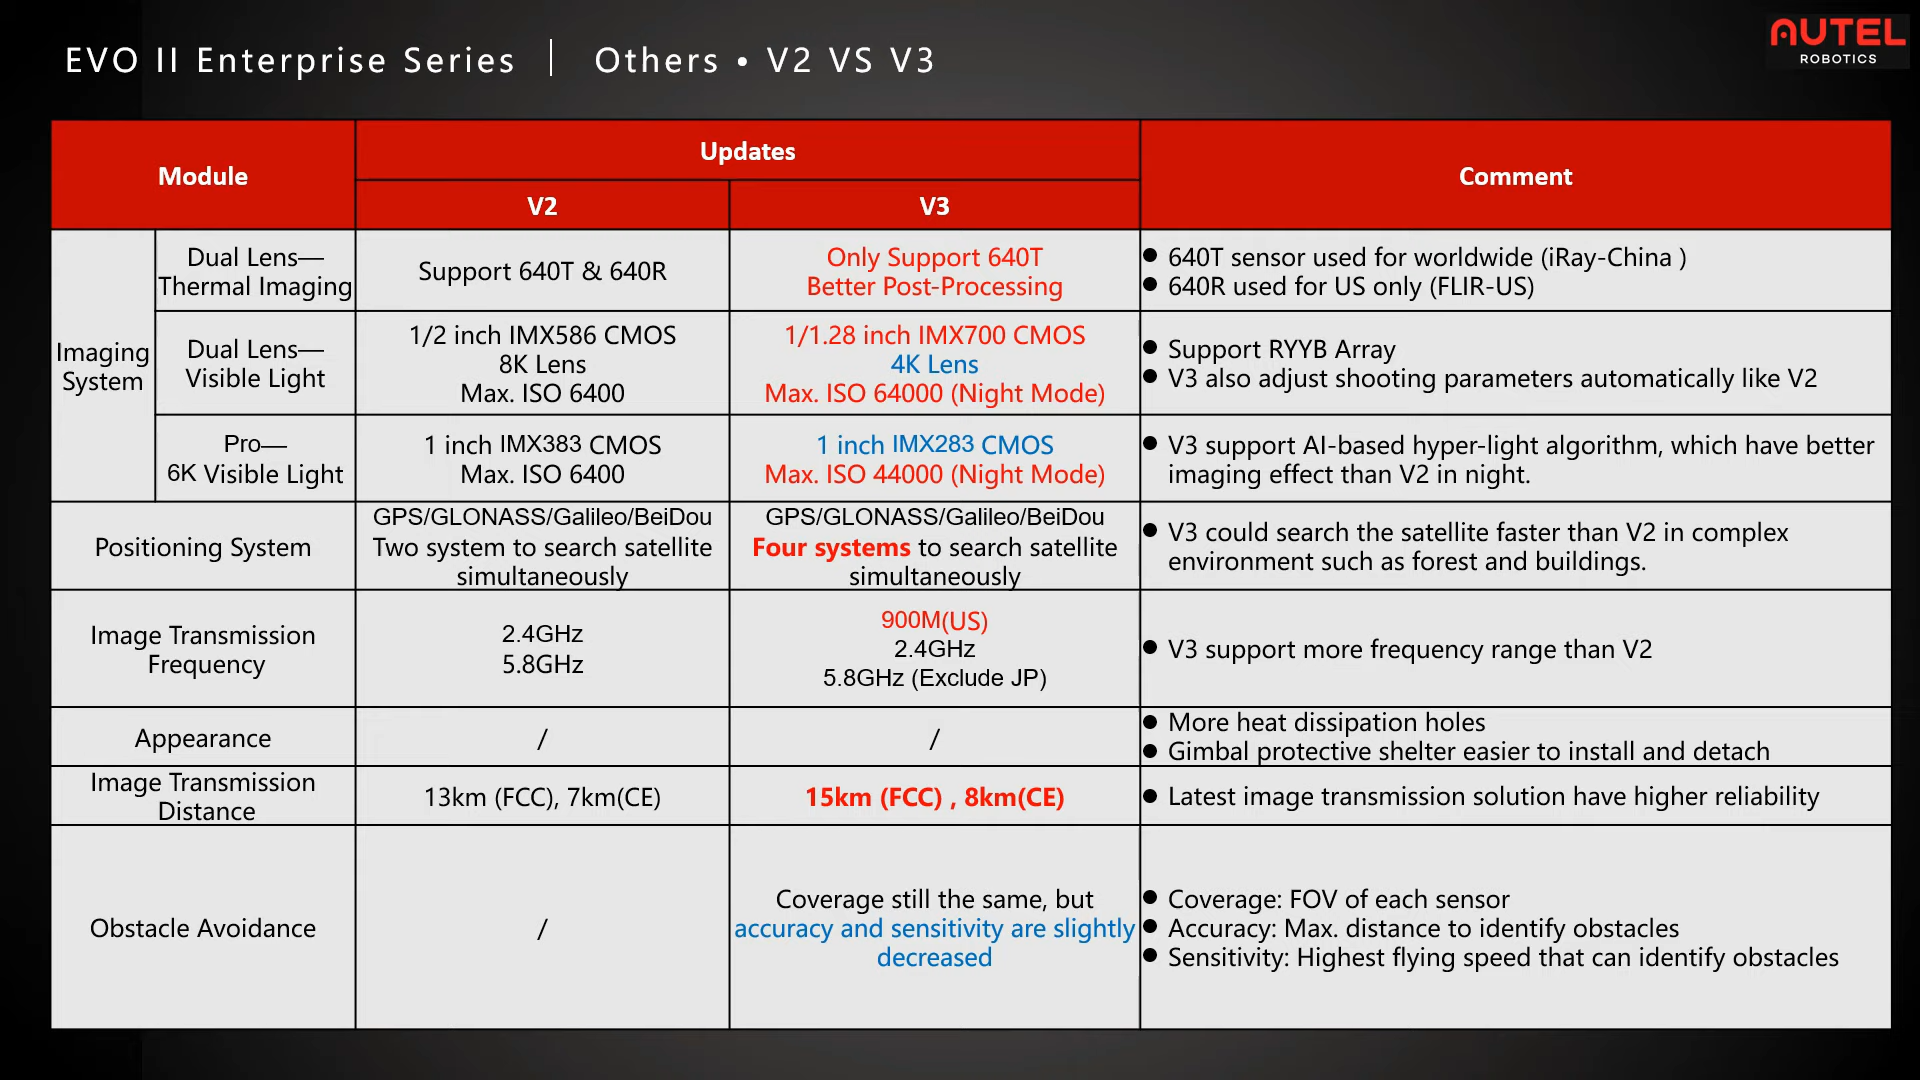 EVO II Enterprise Series | Others • V2 VS V3
AUTEL
ROBOTICS
Module
Updates
Comment
V2
V3
Imaging
System
Dual Lens—
Thermal Imaging
Support 640T & 640R
Only Support 640T
Better Post-Processing
● 640T sensor used for worldwide (iRay-China )
● 640R used for US only (FLIR-US)
Dual Lens—
Visible Light
1/2 inch IMX586 CMOS
8K Lens
Max. ISO 6400
1/1.28 inch IMX700 CMOS
4K Lens
Max. ISO 64000 (Night Mode)
● Support RYYB Array
● V3 also adjust shooting parameters automatically like V2
Pro—
6K Visible Light
1 inch IMX383 CMOS
Max. ISO 6400
1 inch IMX283 CMOS
Max. ISO 44000 (Night Mode)
● V3 support AI-based hyper-light algorithm, which have better
imaging effect than V2 in night.
Positioning System
GPS/GLONASS/Galileo/BeiDou
Two system to search satellite
simultaneously
GPS/GLONASS/Galileo/BeiDou
Four systems to search satellite
simultaneously
● V3 could search the satellite faster than V2 in complex
environment such as forest and buildings.
Image Transmission
Frequency
2.4GHz
5.8GHz
900M(US)
2.4GHz
5.8GHz (Exclude JP)
● V3 support more frequency range than V2
Appearance
/
/
● More heat dissipation holes
● Gimbal protective shelter easier to install and detach
Image Transmission
Distance
13km (FCC), 7km(CE)
15km (FCC) , 8km(CE)
● Latest image transmission solution have higher reliability
Obstacle Avoidance
/
Coverage still the same, but
accuracy and sensitivity are slightly
decreased
● Coverage: FOV of each sensor
● Accuracy: Max. distance to identify obstacles
● Sensitivity: Highest flying speed that can identify obstacles